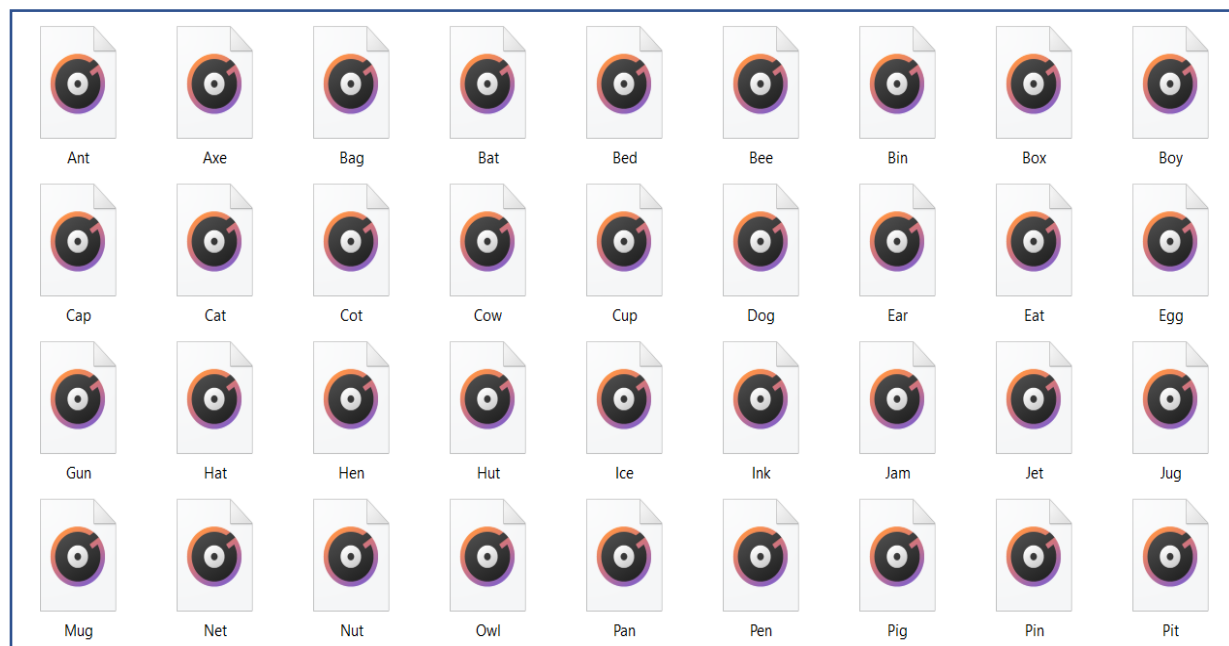 Ant Axe Bag Bat Bed Bee Bin Box Boy
Cap Cat Cot Cow Cup Dog Ear Eat Egg
Gun Hat Hen Hut Ice Ink Jam Jet Jug
Mug Net Nut Owl Pan Pen Pig Pin Pit